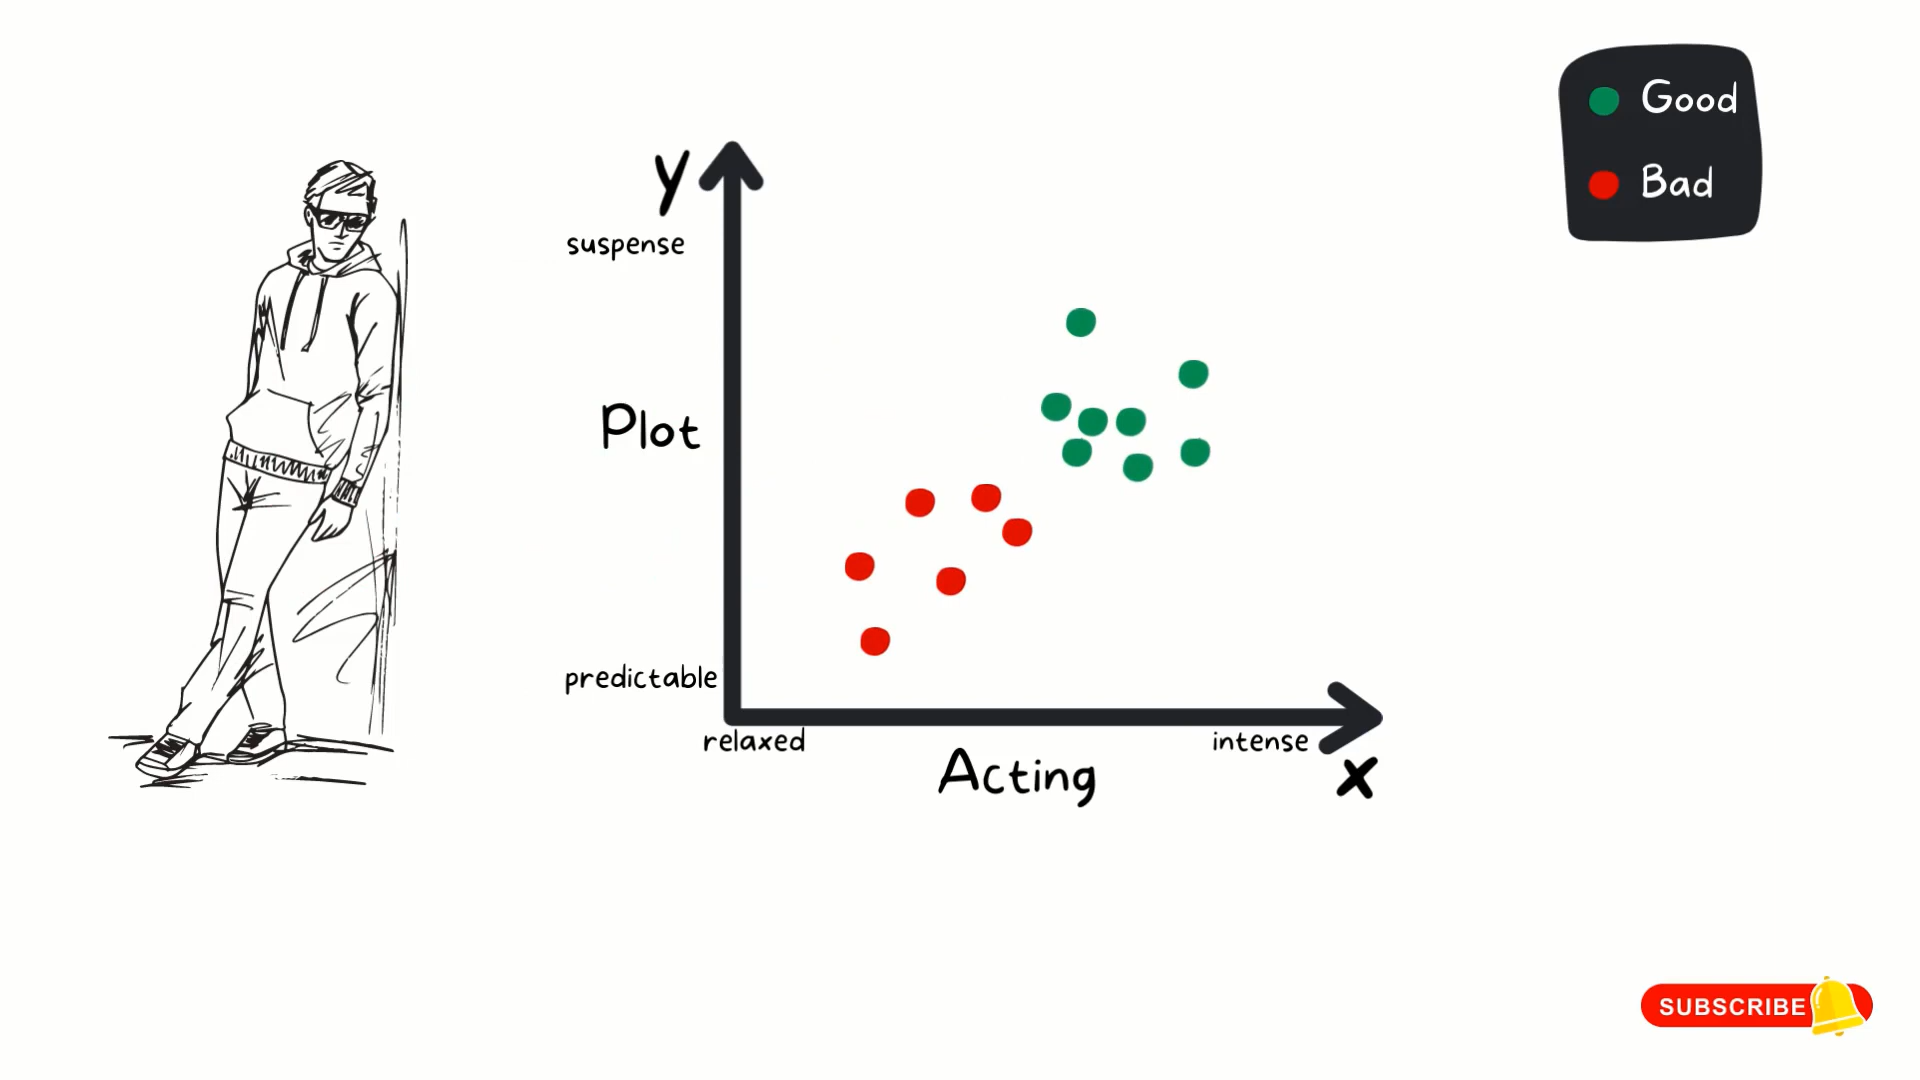 Good
Bad
y
suspense
Plot
predictable
relaxed
intense
Acting
x
SUBSCRIBE